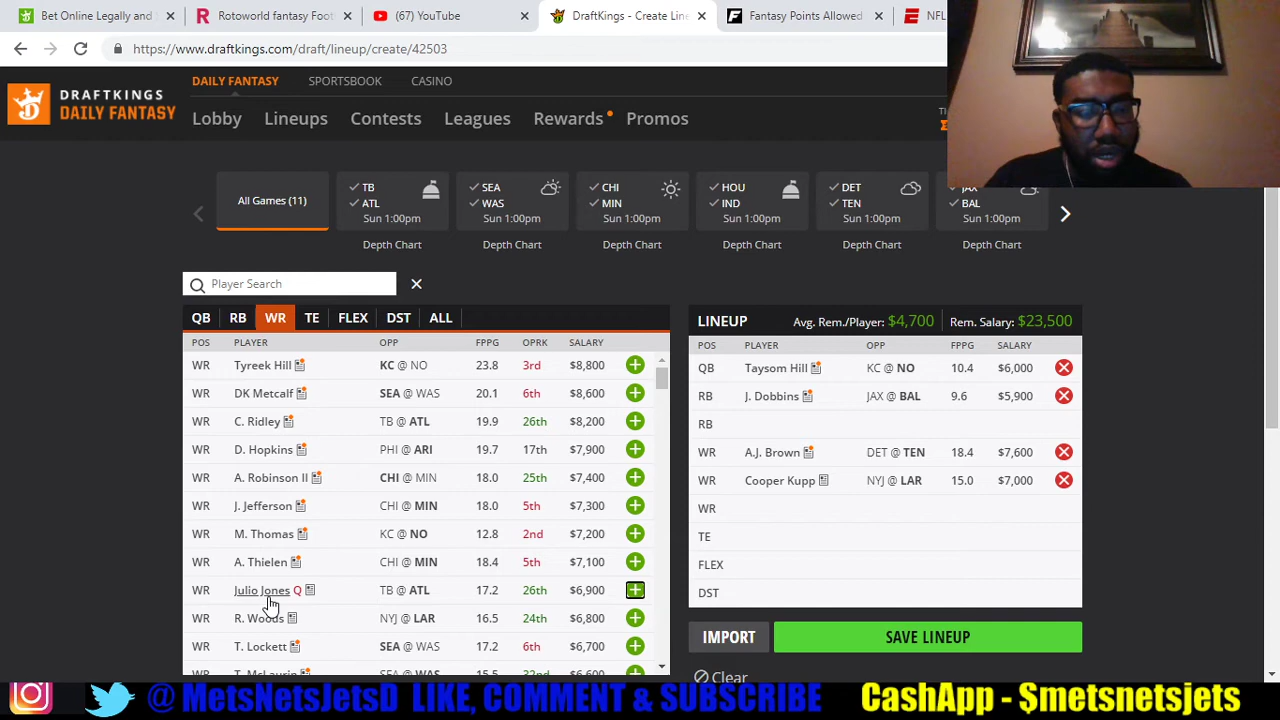 Bet Online Legally and
Rotoworld fantasy Foot
(67) YouTube
DraftKings - Create Line
Fantasy Points Allowed
NFL
https://www.draftkings.com/draft/lineup/create/42503
DRAFTKINGS
DAILY FANTASY
DAILY FANTASY SPORTSBOOK CASINO
Lobby Lineups Contests Leagues Rewards Promos
All Games (11)
TB
ATL
Sun 1:00pm
Depth Chart
SEA
WAS
Sun 1:00pm
Depth Chart
CHI
MIN
Sun 1:00pm
Depth Chart
HOU
IND
Sun 1:00pm
Depth Chart
DET
TEN
Sun 1:00pm
Depth Chart
JAX
BAL
Sun 1:00pm
Depth Chart
Player Search
QB RB WR TE FLEX DST ALL
POS PLAYER OPP FPPG OPRK SALARY
WR Tyreek Hill KC @ NO 23.8 3rd $8,800
WR DK Metcalf SEA @ WAS 20.1 6th $8,600
WR C. Ridley TB @ ATL 19.9 26th $8,200
WR D. Hopkins PHI @ ARI 19.7 17th $7,900
WR A. Robinson II CHI @ MIN 18.0 25th $7,400
WR J. Jefferson CHI @ MIN 18.0 5th $7,300
WR M. Thomas KC @ NO 12.8 2nd $7,200
WR A. Thielen CHI @ MIN 18.4 5th $7,100
WR Julio Jones Q TB @ ATL 17.2 26th $6,900
WR R. Woods NYJ @ LAR 16.5 24th $6,800
WR T. Lockett SEA @ WAS 17.2 6th $6,700
WR T. McLaurin SEA @ WAS 15.5 32nd $6,600
LINEUP Avg. Rem./Player: $4,700 Rem. Salary: $23,500
POS PLAYER OPP FPPG SALARY
QB Taysom Hill KC @ NO 10.4 $6,000
RB J. Dobbins JAX @ BAL 9.6 $5,900
RB
WR A.J. Brown DET @ TEN 18.4 $7,600
WR Cooper Kupp NYJ @ LAR 15.0 $7,000
WR
TE
FLEX
DST
IMPORT SAVE LINEUP
Clear
@MetsNetsJetsD LIKE, COMMENT & SUBSCRIBE CashApp - $metsnetsjets